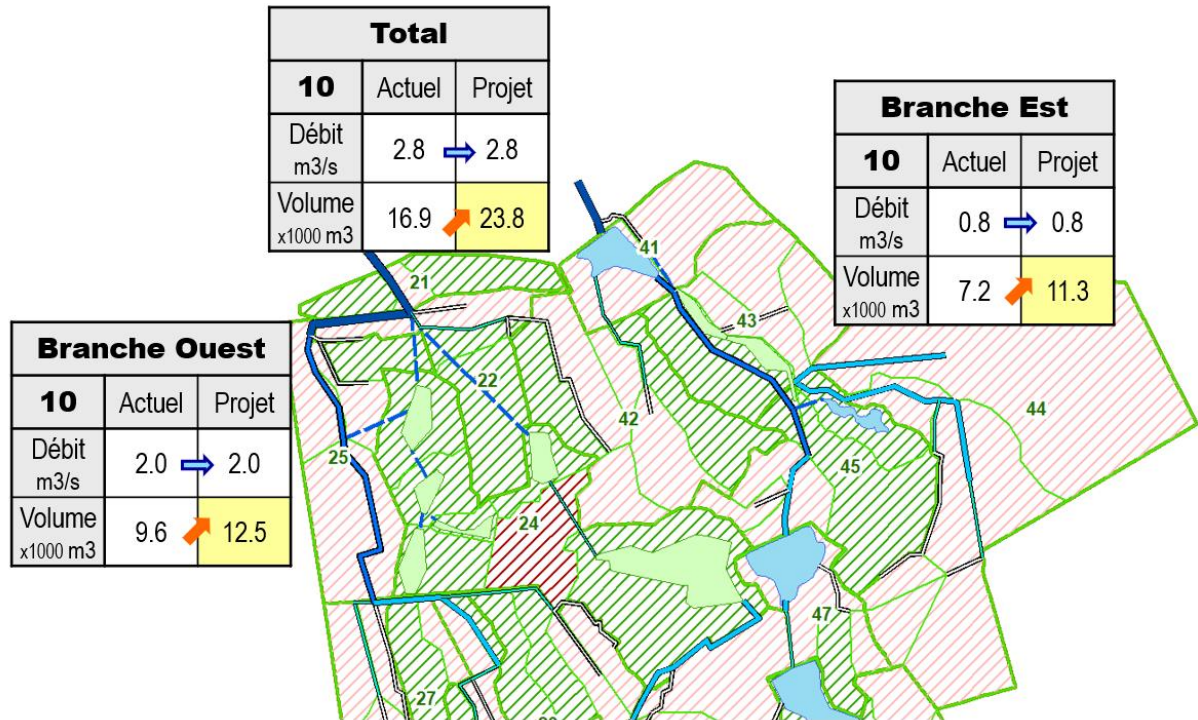 Total
10 Actuel Projet
Débit
m3/s
2.8 2.8
Volume
x1000 m3
16.9 23.8
Branche Est
10 Actuel Projet
Débit
m3/s
0.8 0.8
Volume
x1000 m3
7.2 11.3
Branche Ouest
10 Actuel Projet
Débit
m3/s
2.0 2.0
Volume
x1000 m3
9.6 12.5
41
21
43
22
42
44
25
45
24
47
27